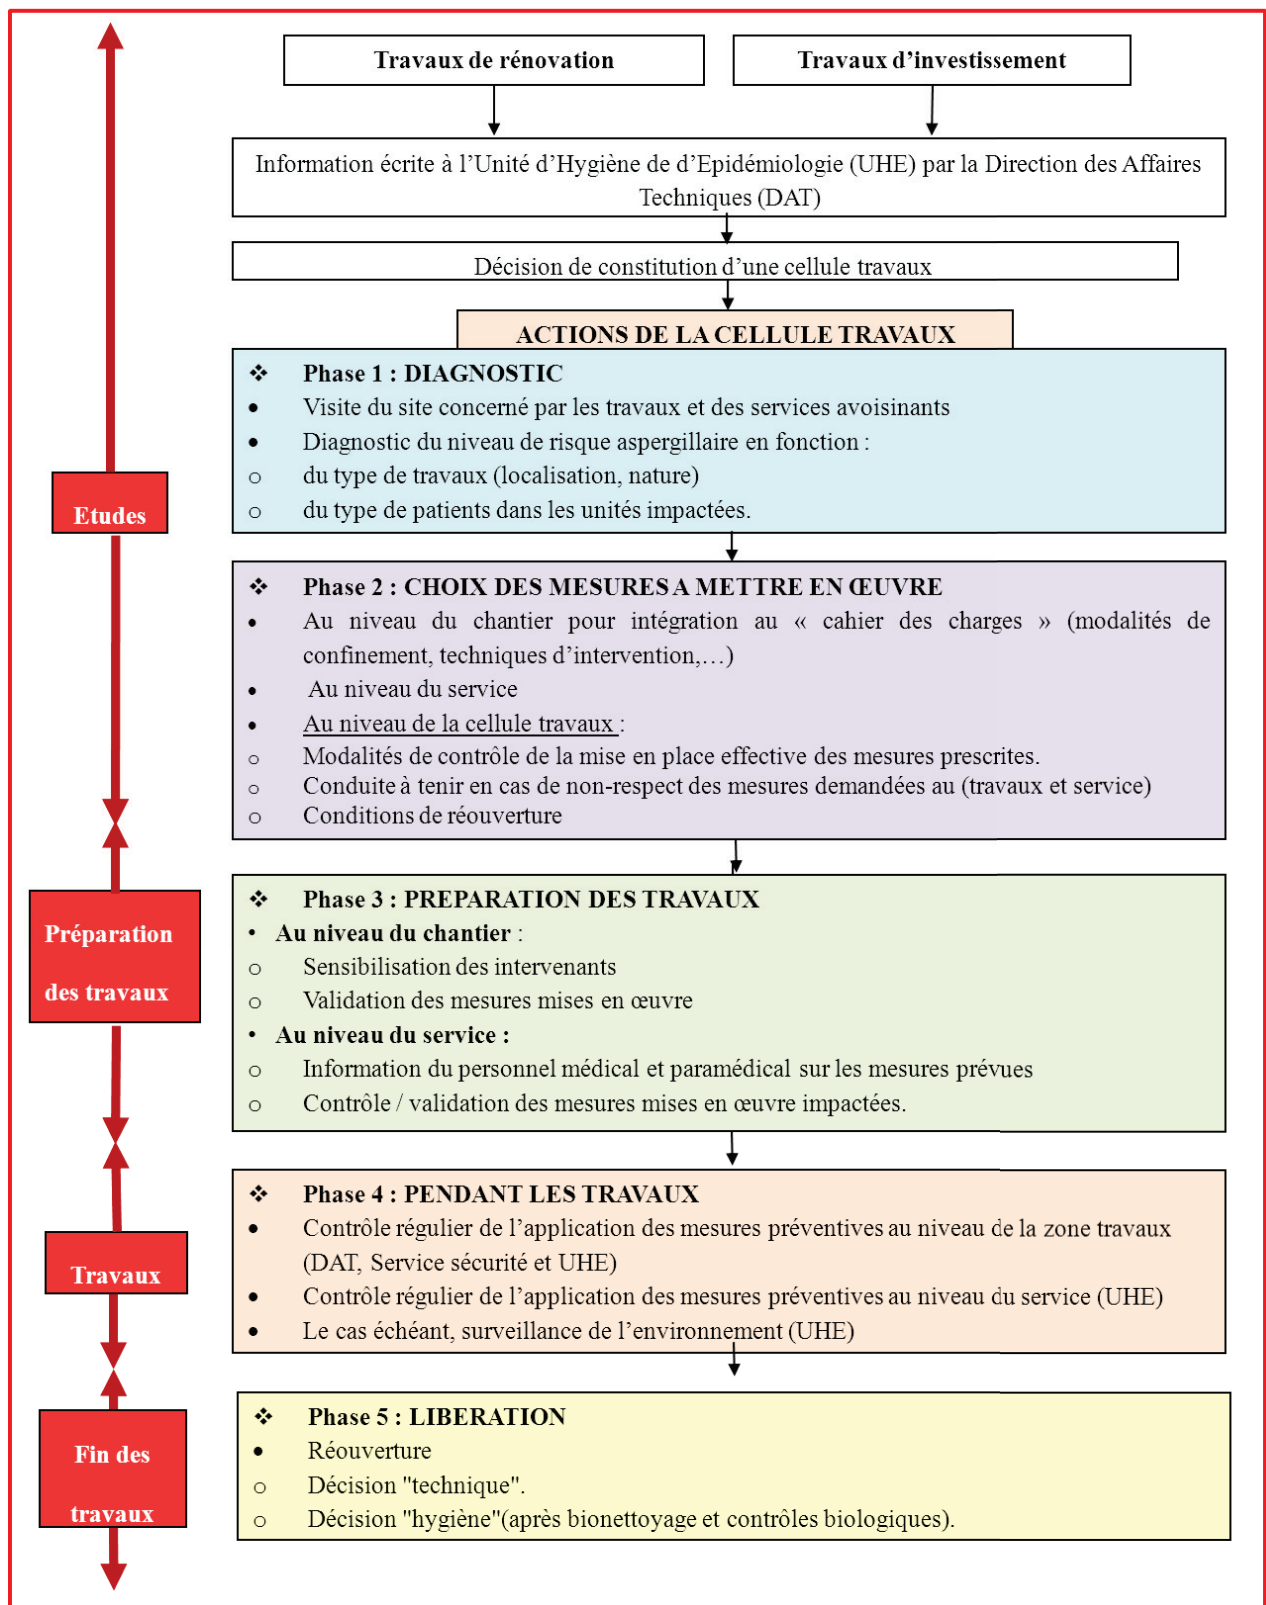 Travaux de rénovation
Travaux d’investissement
Information écrite à l’Unité d’Hygiène de d’Epidémiologie (UHE) par la Direction des Affaires
Techniques (DAT)
Décision de constitution d’une cellule travaux
ACTIONS DE LA CELLULE TRAVAUX
❖ Phase 1 : DIAGNOSTIC
• Visite du site concerné par les travaux et des services avoisinants
• Diagnostic du niveau de risque aspergillaire en fonction :
o du type de travaux (localisation, nature)
o du type de patients dans les unités impactées.
Etudes
❖ Phase 2 : CHOIX DES MESURES A METTRE EN ŒUVRE
• Au niveau du chantier pour intégration au « cahier des charges » (modalités de
confinement, techniques d’intervention,…)
• Au niveau du service
• Au niveau de la cellule travaux :
o Modalités de contrôle de la mise en place effective des mesures prescrites.
o Conduite à tenir en cas de non-respect des mesures demandées au (travaux et service)
o Conditions de réouverture
Préparation
des travaux
❖ Phase 3 : PREPARATION DES TRAVAUX
• Au niveau du chantier :
o Sensibilisation des intervenants
o Validation des mesures mises en œuvre
• Au niveau du service :
o Information du personnel médical et paramédical sur les mesures prévues
o Contrôle / validation des mesures mises en œuvre impactées.
Travaux
❖ Phase 4 : PENDANT LES TRAVAUX
• Contrôle régulier de l’application des mesures préventives au niveau de la zone travaux
(DAT, Service sécurité et UHE)
• Contrôle régulier de l’application des mesures préventives au niveau du service (UHE)
• Le cas échéant, surveillance de l’environnement (UHE)
Fin des
travaux
❖ Phase 5 : LIBERATION
• Réouverture
o Décision "technique".
o Décision "hygiène"(après bionettoyage et contrôles biologiques).